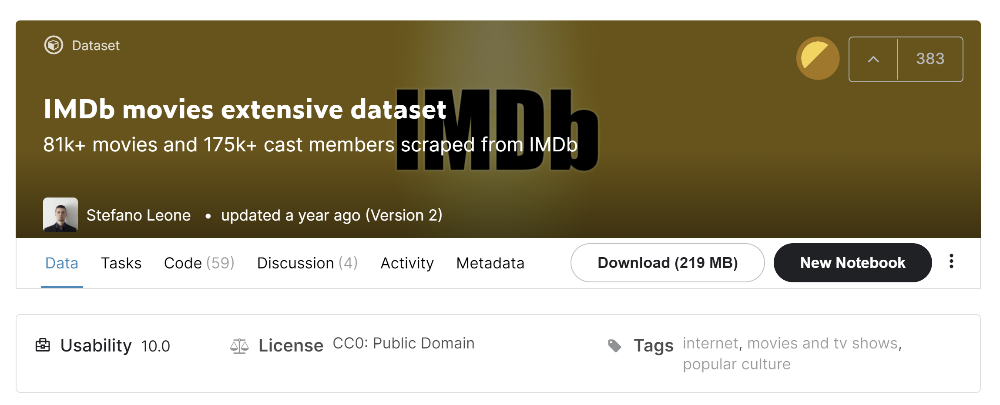 Dataset
383
IMDb
IMDb movies extensive dataset
81k+ movies and 175k+ cast members scraped from IMDb
Stefano Leone • updated a year ago (Version 2)
Data Tasks Code (59) Discussion (4) Activity Metadata Download (219 MB) New Notebook
Usability 10.0 License CC0: Public Domain Tags internet, movies and tv shows,
popular culture